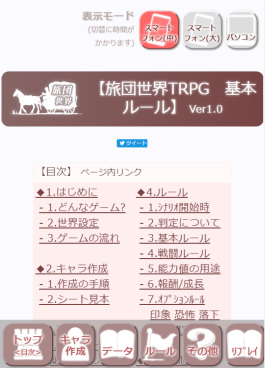 表示モード
(切替に時間が
かかります)
スマート
フォン(中)
スマート
フォン(大)
パソコン
旅団
世界
【旅団世界TRPG 基本
ルール】 Ver1.0
ツイート
【目次】 ページ内リンク
◆1.はじめに
- 1.どんなゲーム?
- 2.世界設定
- 3.ゲームの流れ
◆2.キャラ作成
- 1.作成の手順
- 2.シート見本
◆4.ルール
- 1.ｼﾅﾘｵ開始時
- 2.判定について
- 3.基本ルール
- 4.戦闘ルール
- 5.能力値の用途
- 6.報酬/成長
- 7.ｵﾌﾟｼｮﾝﾙｰﾙ
印象 恐怖 落下
トップ
<目次>
キャラ
作成
データ
ルール
その他
リプレイ